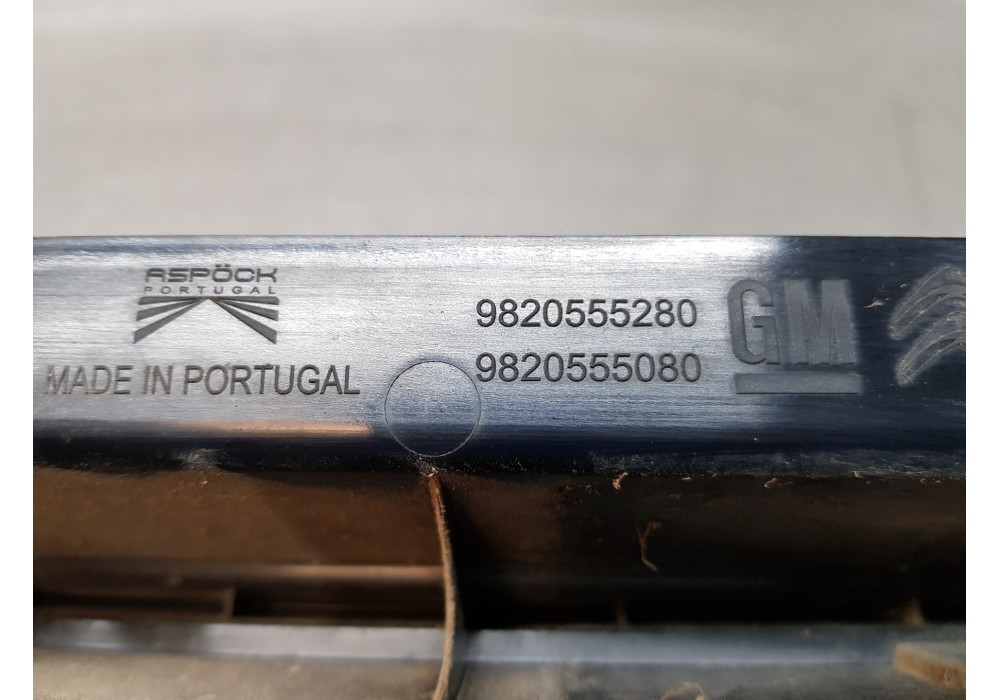 ASPÖCK
PORTUGAL
MADE IN PORTUGAL
9820555280
9820555080
GM